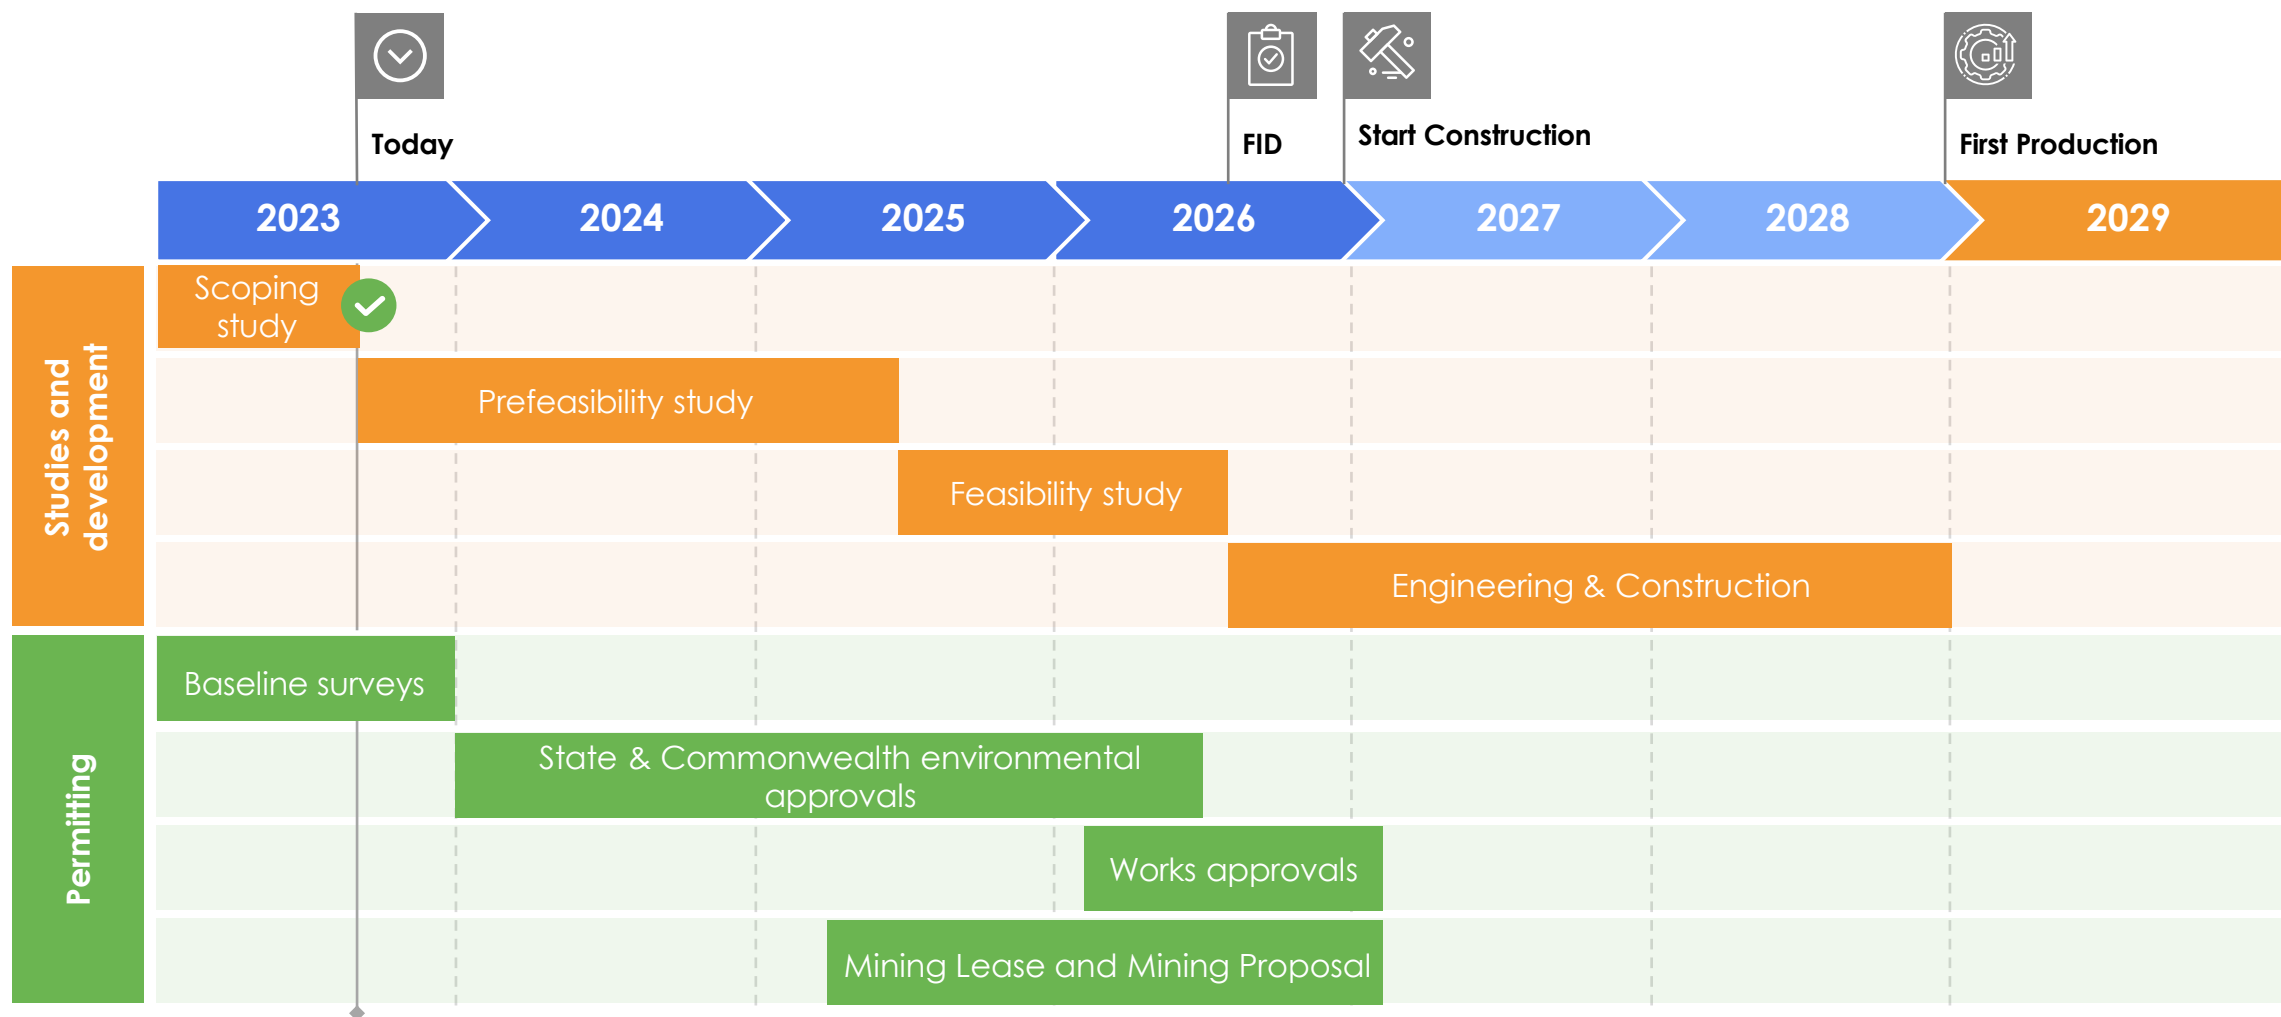 Today
FID
Start Construction
First Production
2023
2024
2025
2026
2027
2028
2029
Studies and
development
Scoping
study
Prefeasibility study
Feasibility study
Engineering & Construction
Permitting
Baseline surveys
State & Commonwealth environmental
approvals
Works approvals
Mining Lease and Mining Proposal